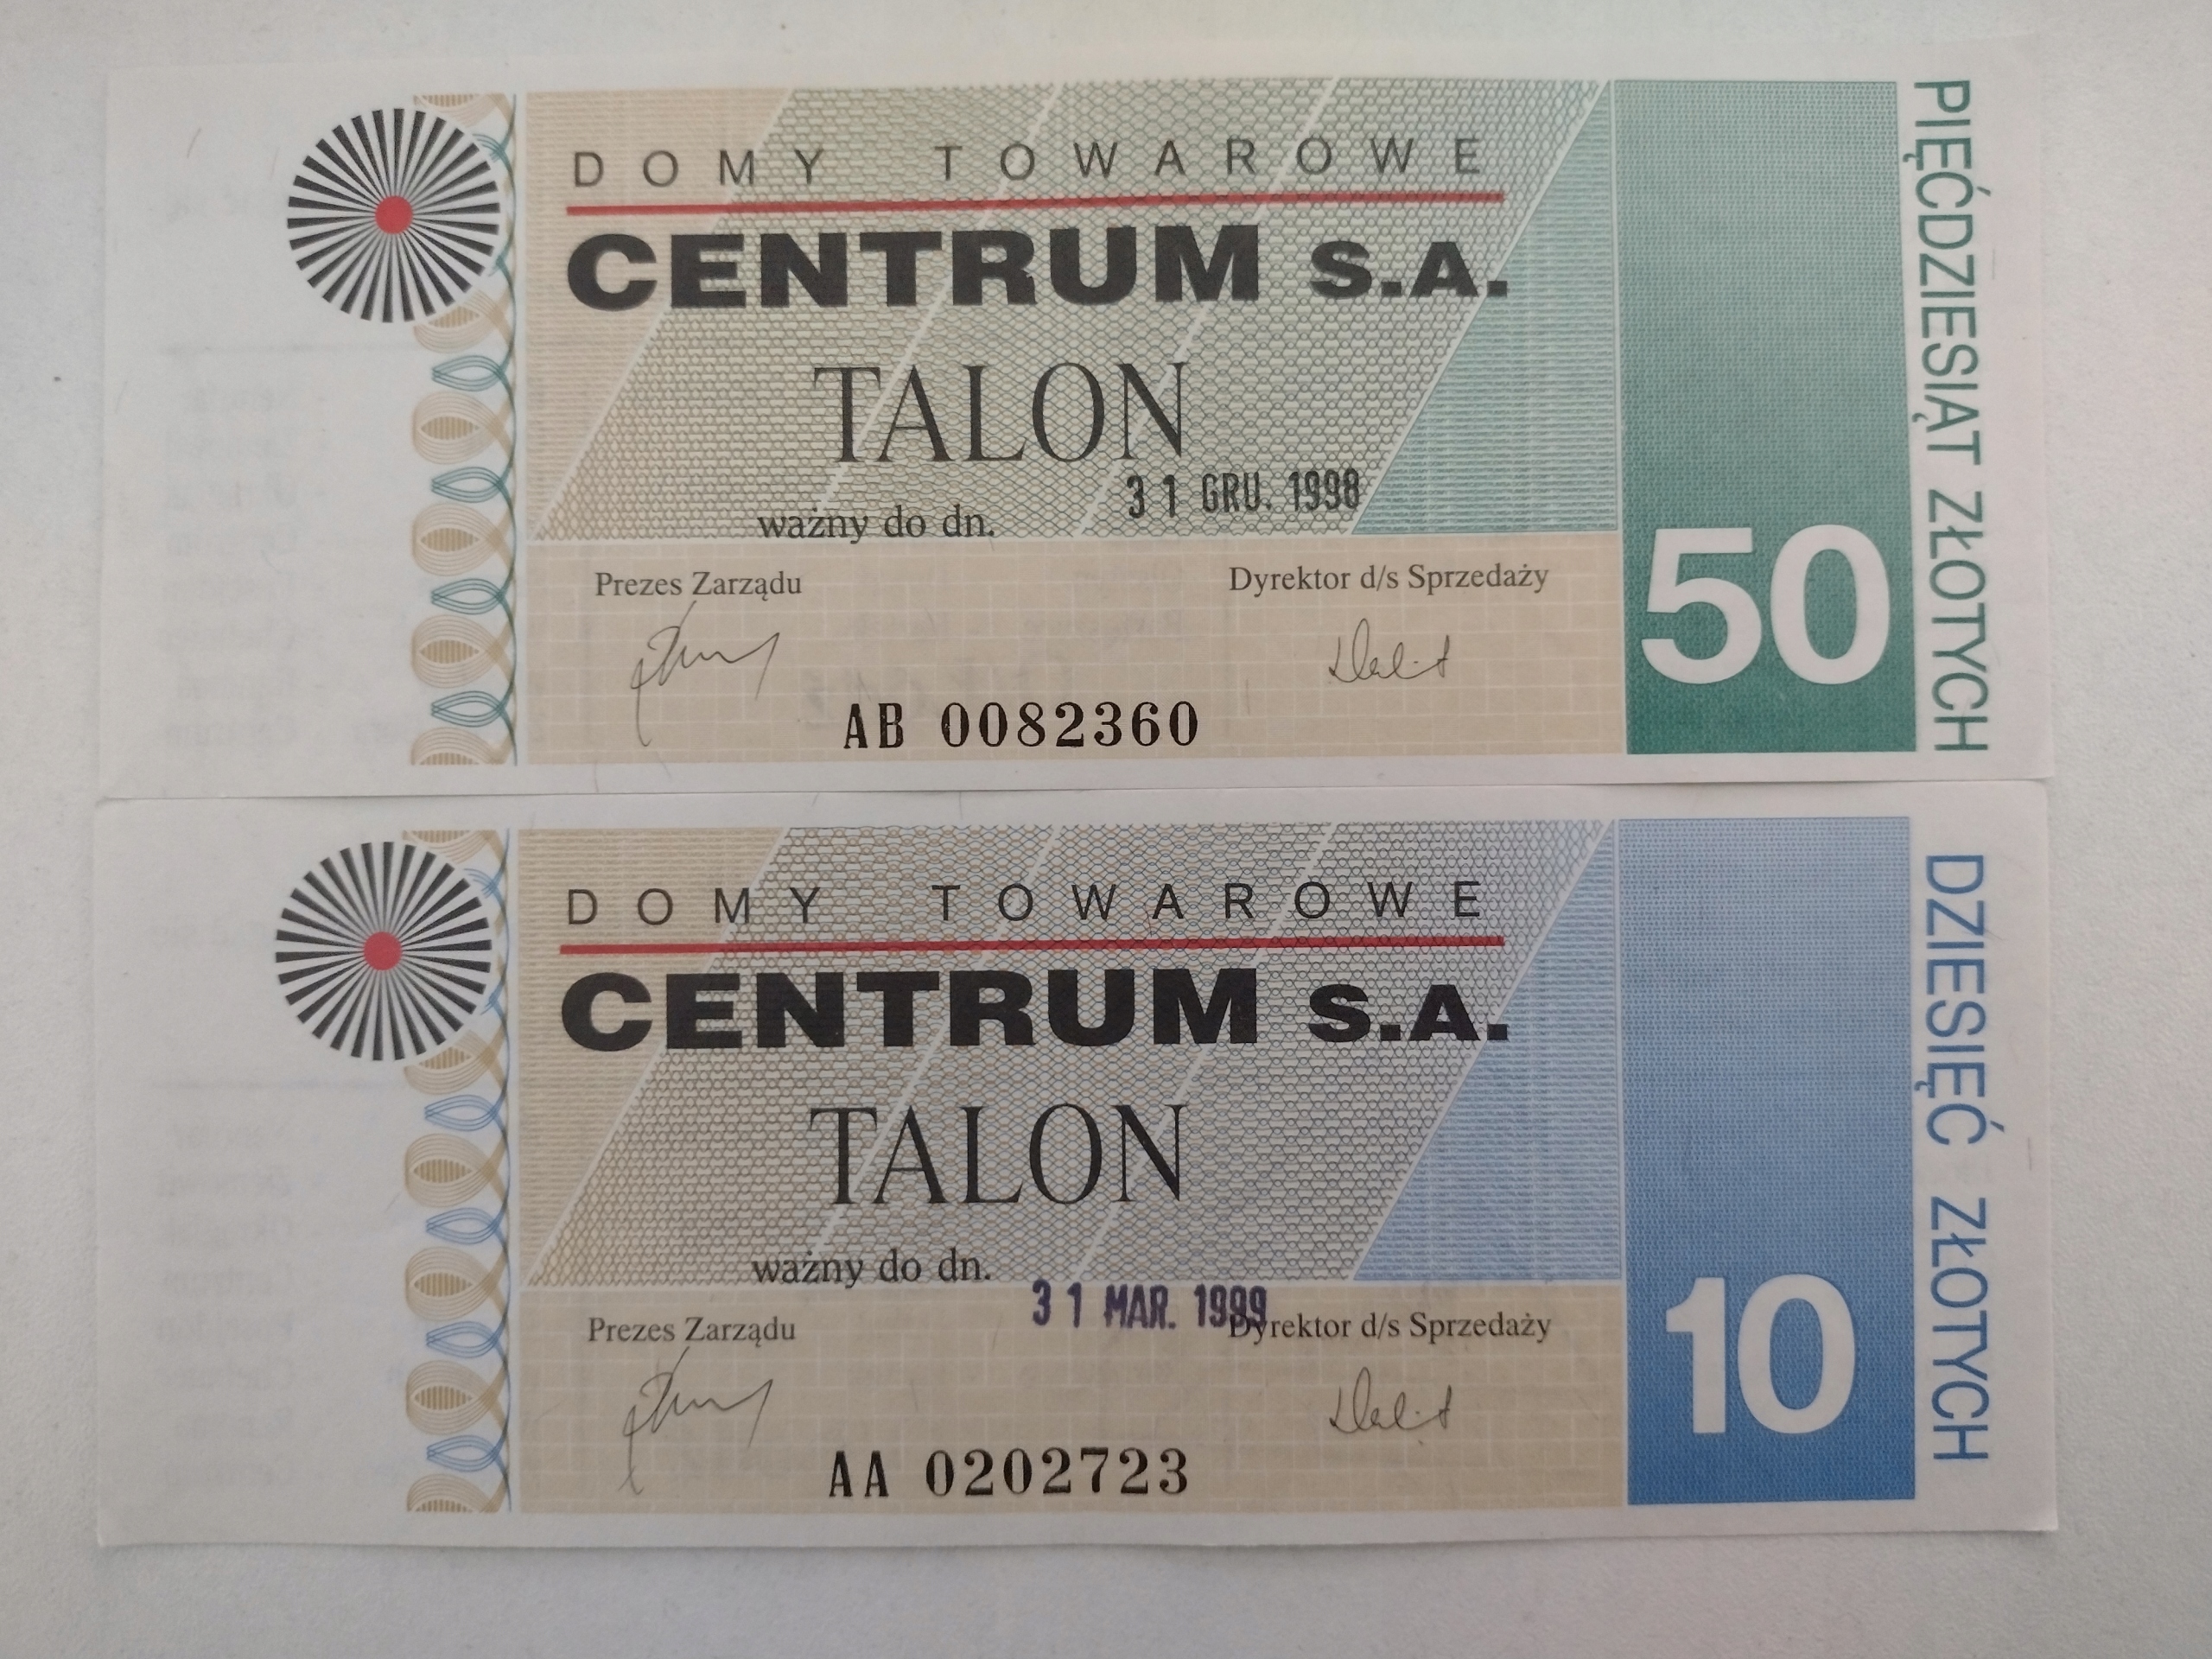 DOMY TOWAROWE
CENTRUM S.A.
TALON
ważny do dn. 31 GRU. 1998
Prezes Zarządu
Dyrektor d/s Sprzedaży
AB 0082360
50
PIĘĆDZIESIĄT ZŁOTYCH
DOMY TOWAROWE
CENTRUM S.A.
TALON
ważny do dn.
31 MAR. 1999
Prezes Zarządu
Dyrektor d/s Sprzedaży
AA 0202723
10
DZIESIĘĆ ZŁOTYCH